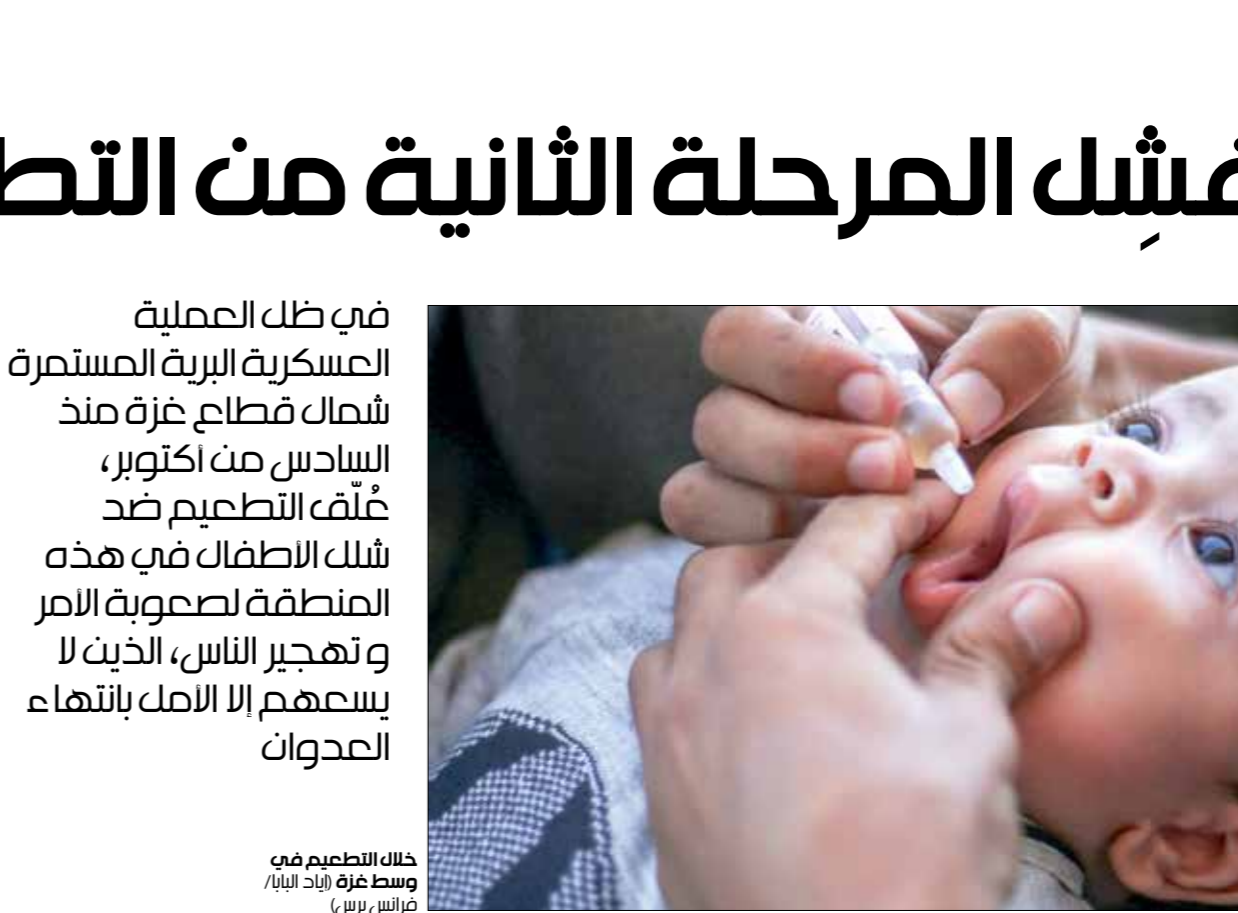 فشِل المرحلة الثانية من التط
في ظل العملية
العسكرية البرية المستمرة
شمال قطاع غزة منذ
السادس من أكتوبر،
عُلّق التطعيم ضد
شلل الأطفال في هذه
المنطقة لصعوبة الأمر
وتهجير الناس، الذين لا
يسعهم إلا الأمل بانتهاء
العدوان
خلال التطعيم في
وسط غزة (إياد البابا/
فرانس برس)